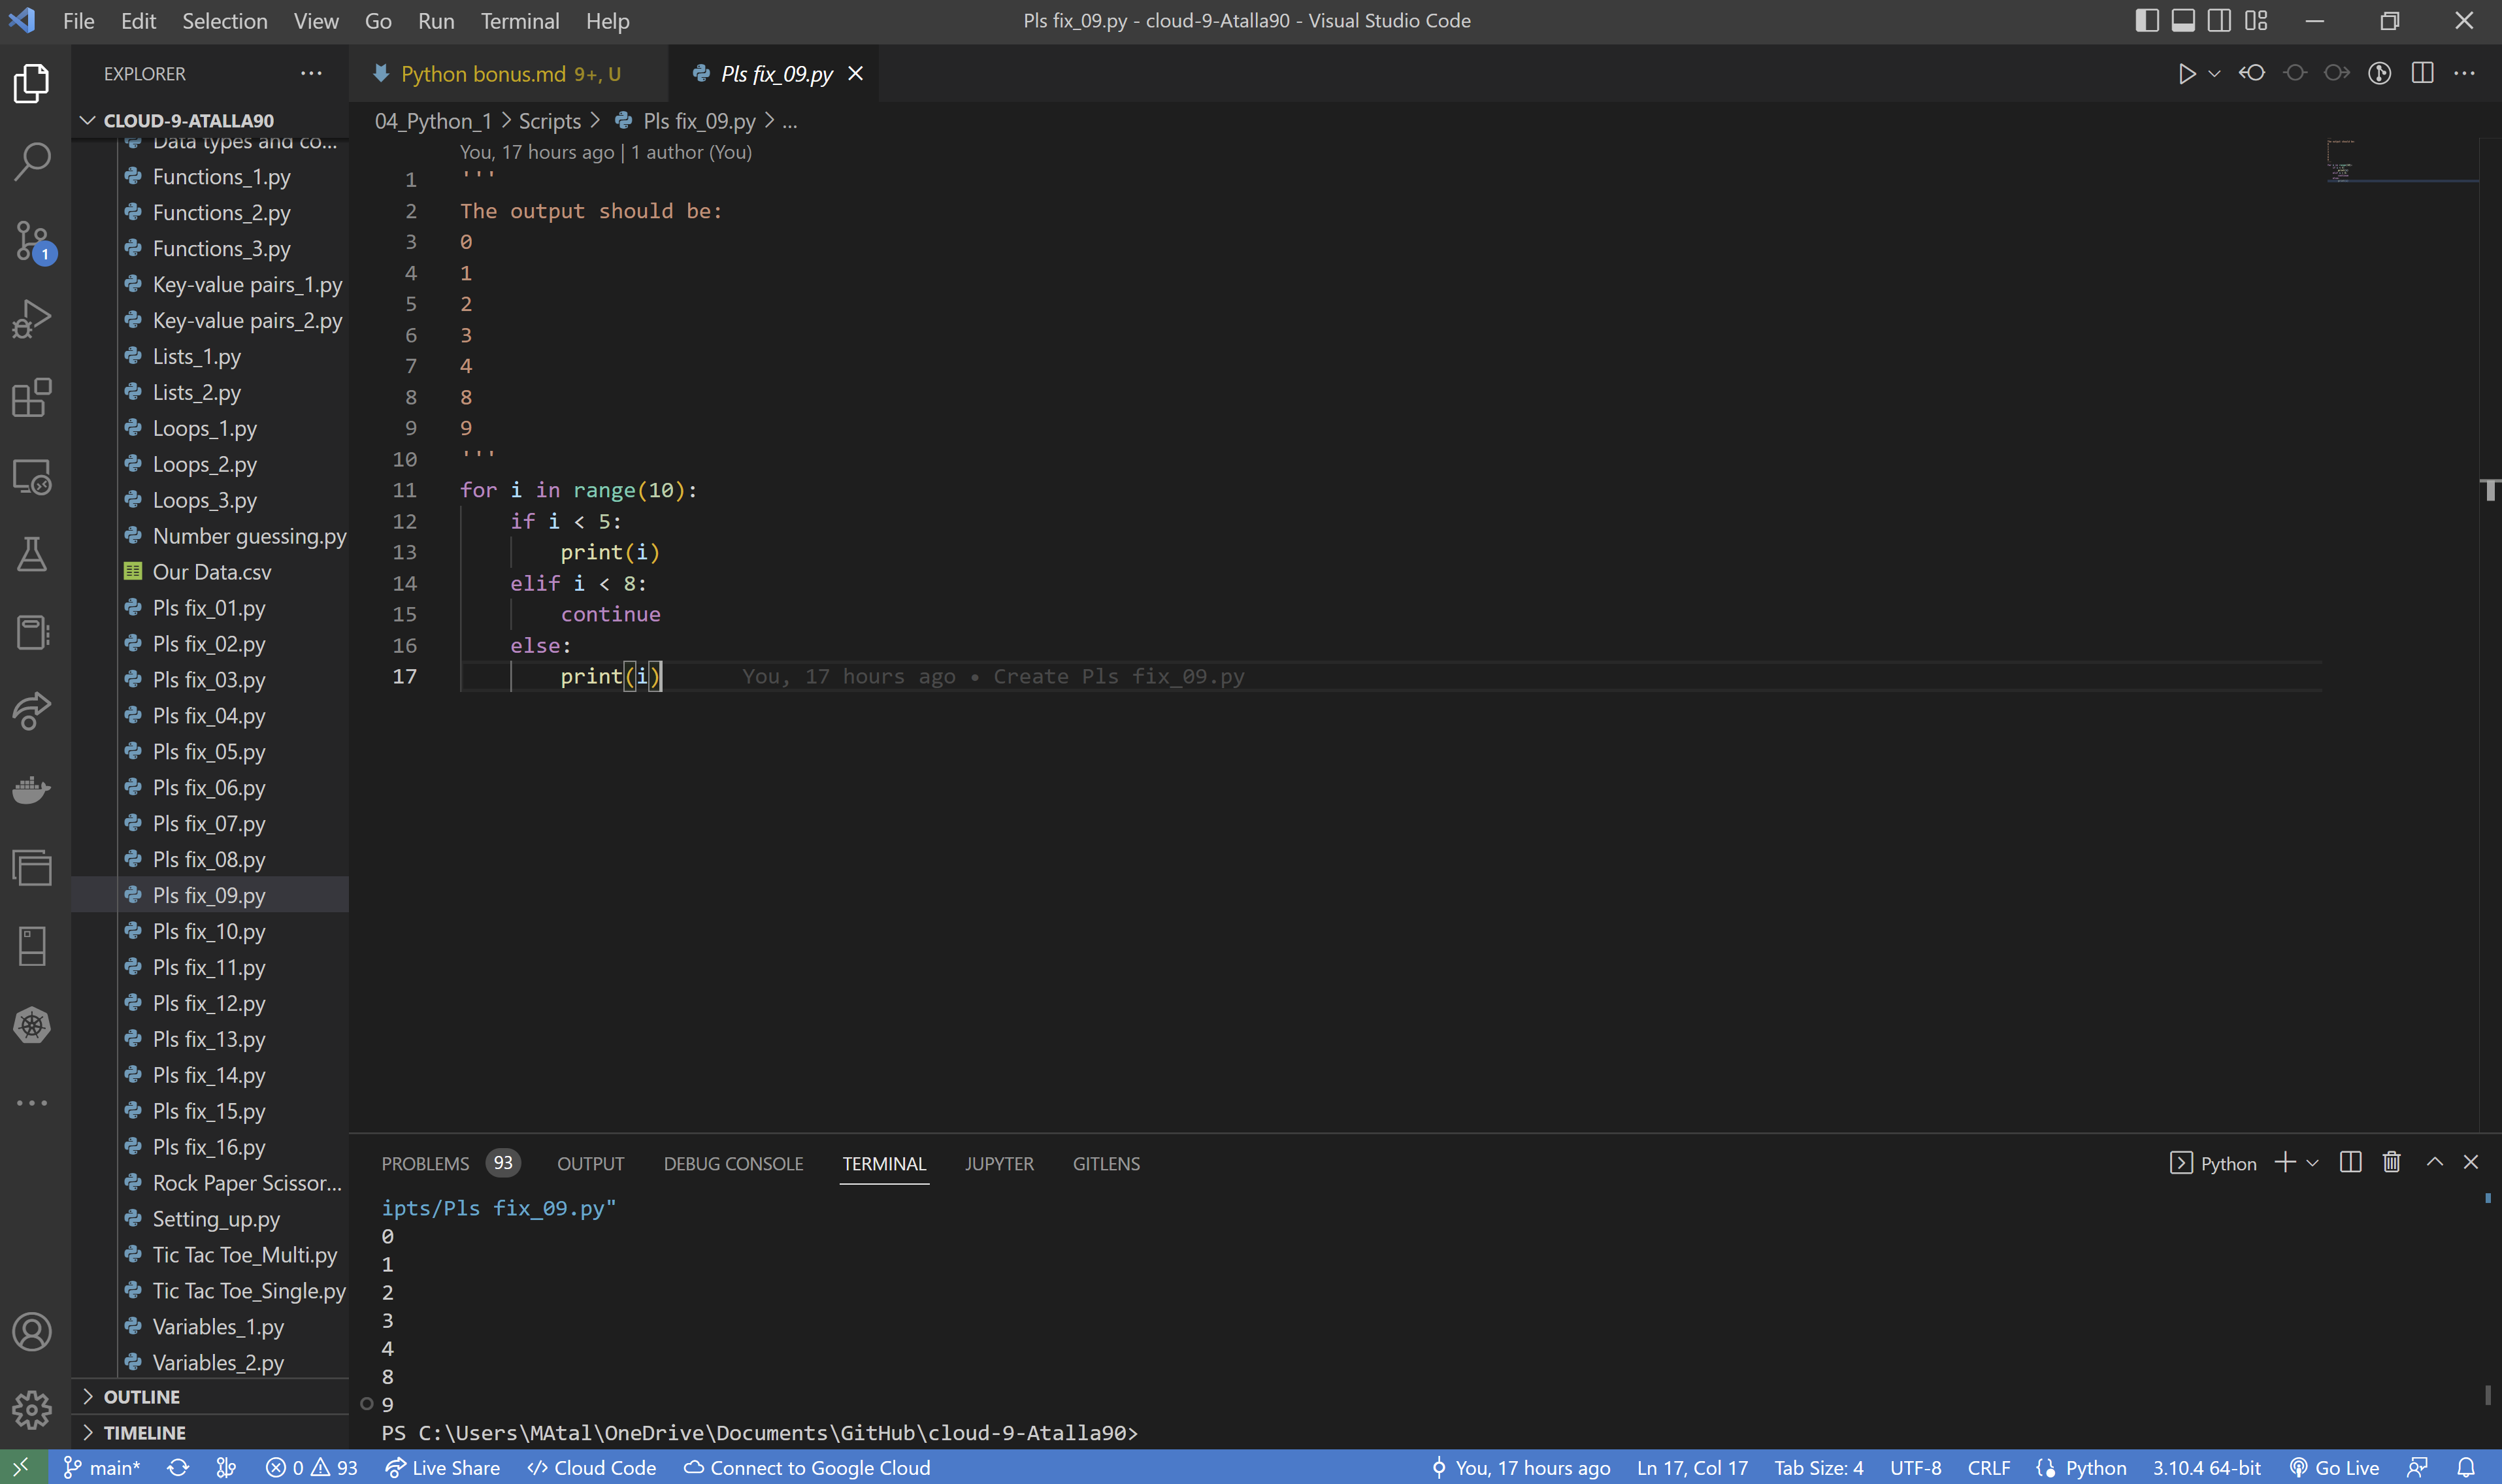 File Edit Selection View Go Run Terminal Help
Pls fix_09.py - cloud-9-Atalla90 - Visual Studio Code
EXPLORER
CLOUD-9-ATALLA90
Data types and co...
Functions_1.py
Functions_2.py
Functions_3.py
Key-value pairs_1.py
Key-value pairs_2.py
Lists_1.py
Lists_2.py
Loops_1.py
Loops_2.py
Loops_3.py
Number guessing.py
Our Data.csv
Pls fix_01.py
Pls fix_02.py
Pls fix_03.py
Pls fix_04.py
Pls fix_05.py
Pls fix_06.py
Pls fix_07.py
Pls fix_08.py
Pls fix_09.py
Pls fix_10.py
Pls fix_11.py
Pls fix_12.py
Pls fix_13.py
Pls fix_14.py
Pls fix_15.py
Pls fix_16.py
Rock Paper Scissor...
Setting_up.py
Tic Tac Toe_Multi.py
Tic Tac Toe_Single.py
Variables_1.py
Variables_2.py
OUTLINE
TIMELINE
1
Python bonus.md 9+, U
Pls fix_09.py
04_Python_1 > Scripts > Pls fix_09.py > ...
You, 17 hours ago | 1 author (You)
1 '''
2 The output should be:
3 0
4 1
5 2
6 3
7 4
8 8
9 9
10 '''
11 for i in range(10):
12     if i < 5:
13         print(i)
14     elif i < 8:
15         continue
16     else:
17         print(i) You, 17 hours ago • Create Pls fix_09.py
PROBLEMS 93 OUTPUT DEBUG CONSOLE TERMINAL JUPYTER GITLENS
Python
ipts/Pls fix_09.py"
0
1
2
3
4
8
9
PS C:\Users\MAtal\OneDrive\Documents\GitHub\cloud-9-Atalla90>
main* 0 93 Live Share Cloud Code Connect to Google Cloud You, 17 hours ago Ln 17, Col 17 Tab Size: 4 UTF-8 CRLF Python 3.10.4 64-bit Go Live